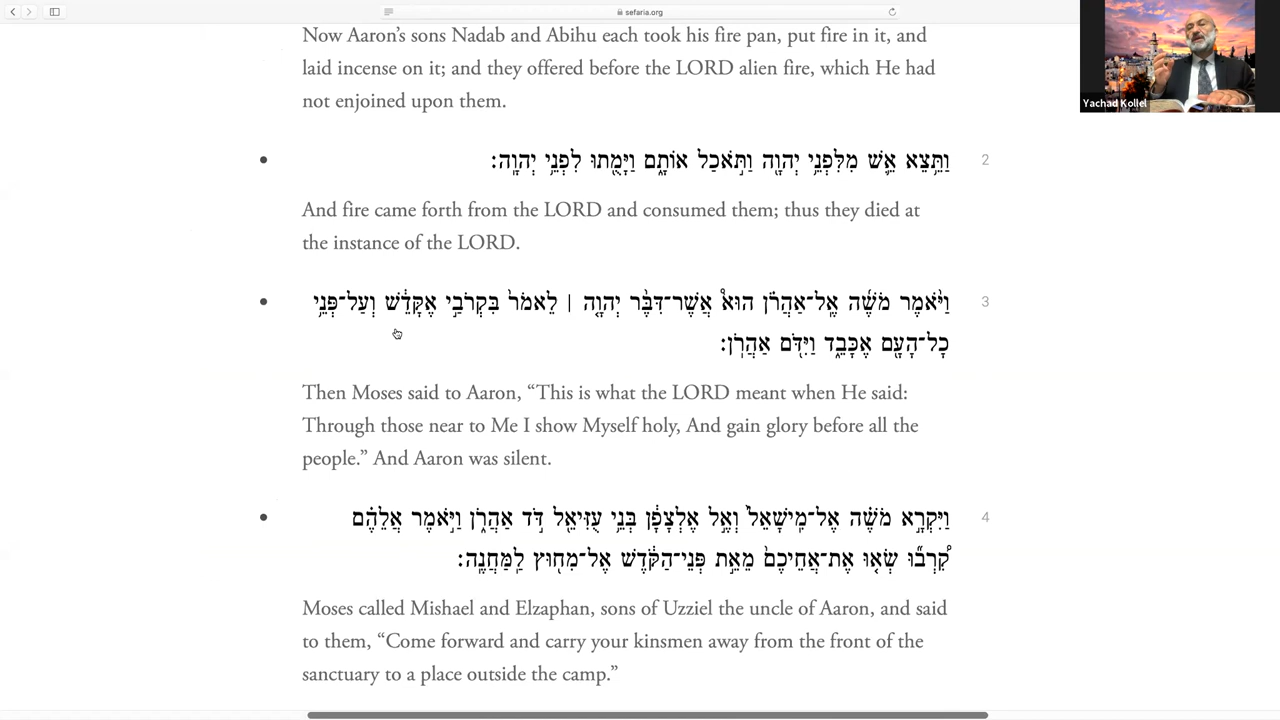 sefaria.org
Now Aaron’s sons Nadab and Abihu each took his fire pan, put fire in it, and
laid incense on it; and they offered before the LORD alien fire, which He had
not enjoined upon them.
Yachad Kollel
2
וַתֵּ֥צֵא אֵ֛שׁ מִלִּפְנֵ֥י יְהֹוָ֖ה וַתֹּ֣אכַל אוֹתָ֑ם וַיָּמֻ֖תוּ לִפְנֵ֥י יְהֹוָֽה׃
And fire came forth from the LORD and consumed them; thus they died at
the instance of the LORD.
3
וַיֹּ֨אמֶר מֹשֶׁ֜ה אֶֽל־אַהֲרֹ֗ן הוּא֩ אֲשֶׁר־דִּבֶּ֨ר יְהֹוָ֤ה ׀ לֵאמֹר֙ בִּקְרֹבַ֣י אֶקָּדֵ֔שׁ וְעַל־פְּנֵ֥י
כׇל־הָעָ֖ם אֶכָּבֵ֑ד וַיִּדֹּ֖ם אַהֲרֹֽן׃
Then Moses said to Aaron, “This is what the LORD meant when He said:
Through those near to Me I show Myself holy, And gain glory before all the
people.” And Aaron was silent.
4
וַיִּקְרָ֣א מֹשֶׁ֗ה אֶל־מִֽישָׁאֵל֙ וְאֶ֣ל אֶלְצָפָ֔ן בְּנֵ֥י עֻזִּיאֵ֖ל דֹּ֣ד אַהֲרֹ֑ן וַיֹּ֣אמֶר אֲלֵהֶ֗ם
קִ֠רְב֞וּ שְׂא֤וּ אֶת־אֲחֵיכֶם֙ מֵאֵ֣ת פְּנֵי־הַקֹּ֔דֶשׁ אֶל־מִח֖וּץ לַֽמַּחֲנֶֽה׃
Moses called Mishael and Elzaphan, sons of Uzziel the uncle of Aaron, and said
to them, “Come forward and carry your kinsmen away from the front of the
sanctuary to a place outside the camp.”